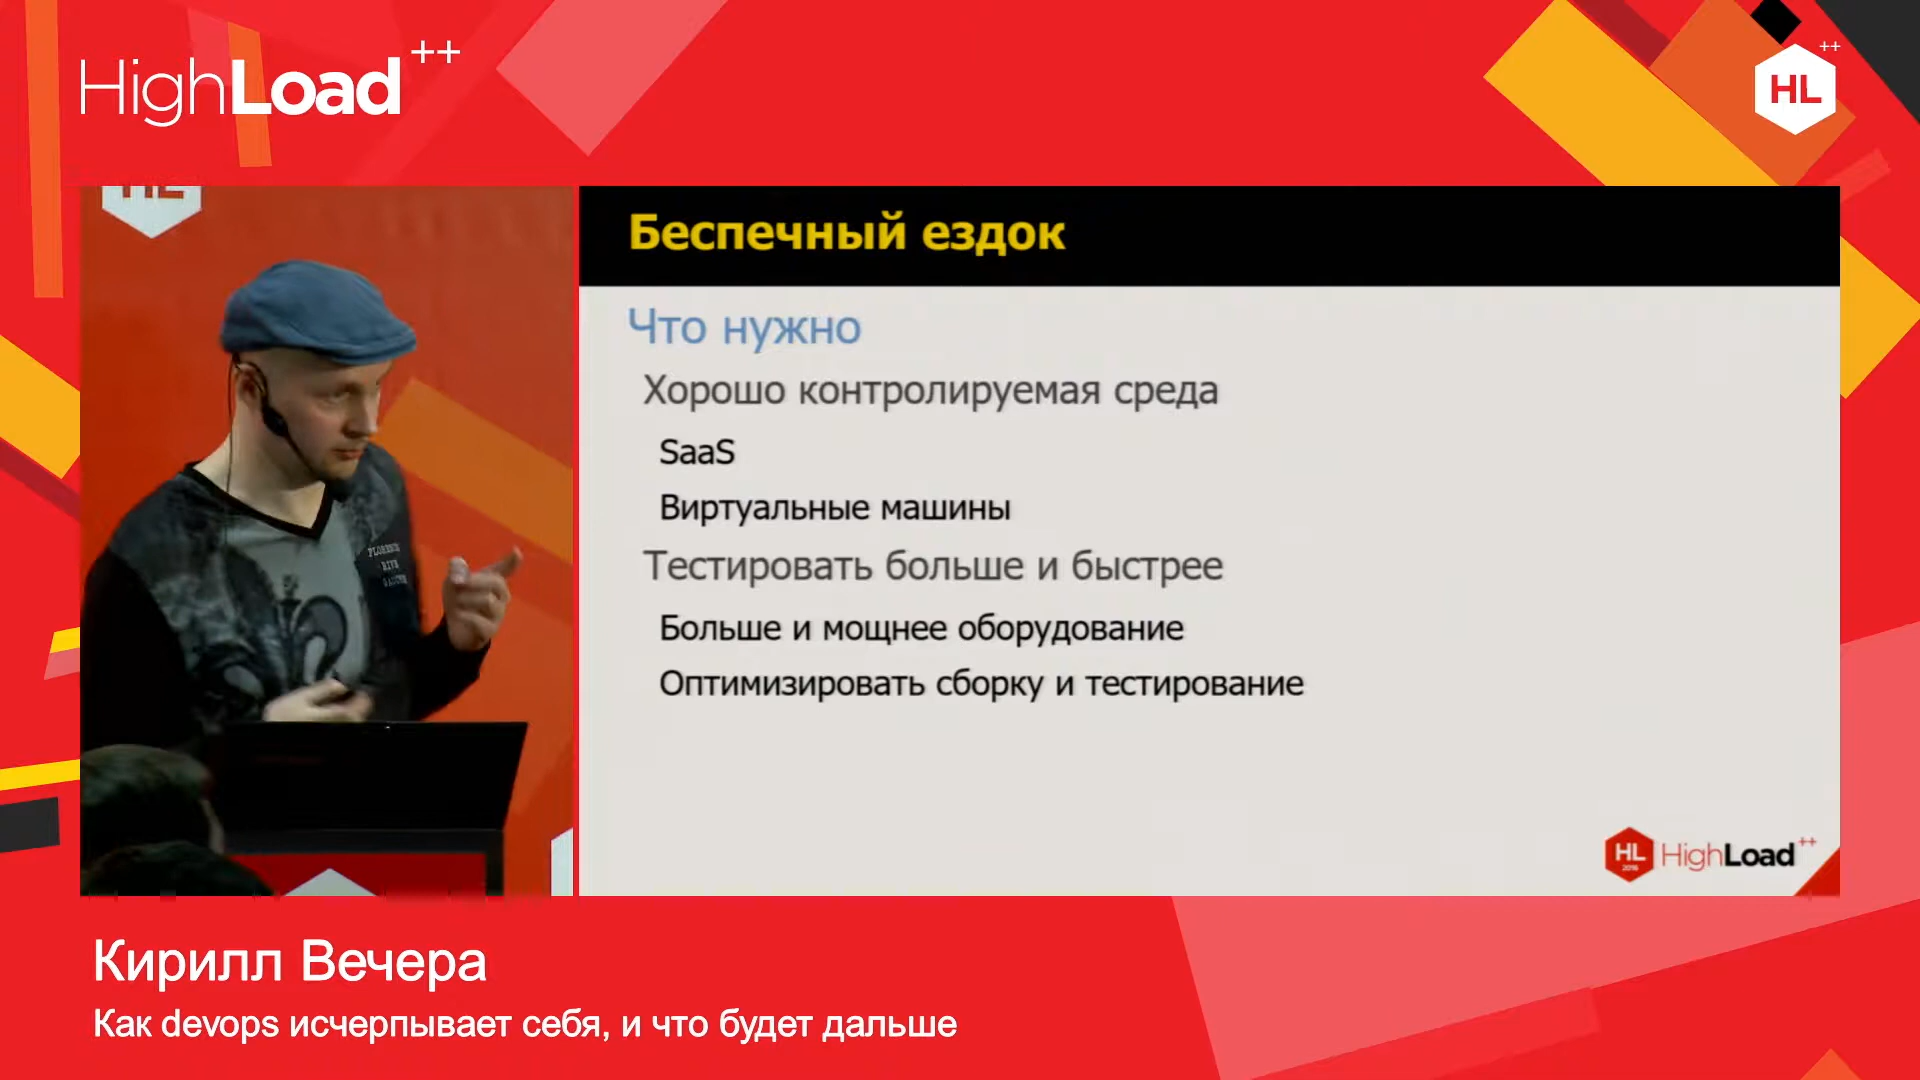 HighLoad++
HL++
Беспечный ездок
Что нужно
Хорошо контролируемая среда
SaaS
Виртуальные машины
Тестировать больше и быстрее
Больше и мощнее оборудование
Оптимизировать сборку и тестирование
HL
HighLoad++
Кирилл Вечера
Как devops исчерпывает себя, и что будет дальше